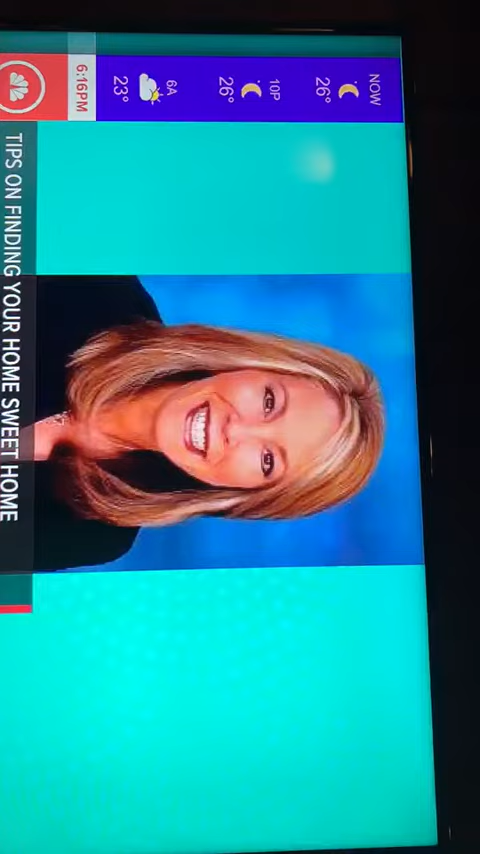 NOW
26°
10P
26°
6A
23°
6:16PM
TIPS ON FINDING YOUR HOME SWEET HOME